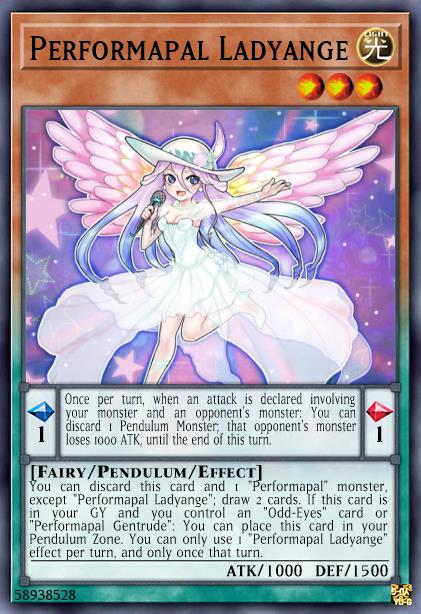 Performapal Ladyange
LIGHT
光
Once per turn, when an attack is declared involving
your monster and an opponent's monster: You can
discard 1 Pendulum Monster; that opponent's monster
loses 1000 ATK, until the end of this turn.
1
1
[Fairy/Pendulum/Effect]
You can discard this card and 1 "Performapal" monster,
except "Performapal Ladyange"; draw 2 cards. If this card is
in your GY and you control an "Odd-Eyes" card or
"Performapal Gentrude": You can place this card in your
Pendulum Zone. You can only use 1 "Performapal Ladyange"
effect per turn, and only once that turn.
ATK/1000 DEF/1500
58938528